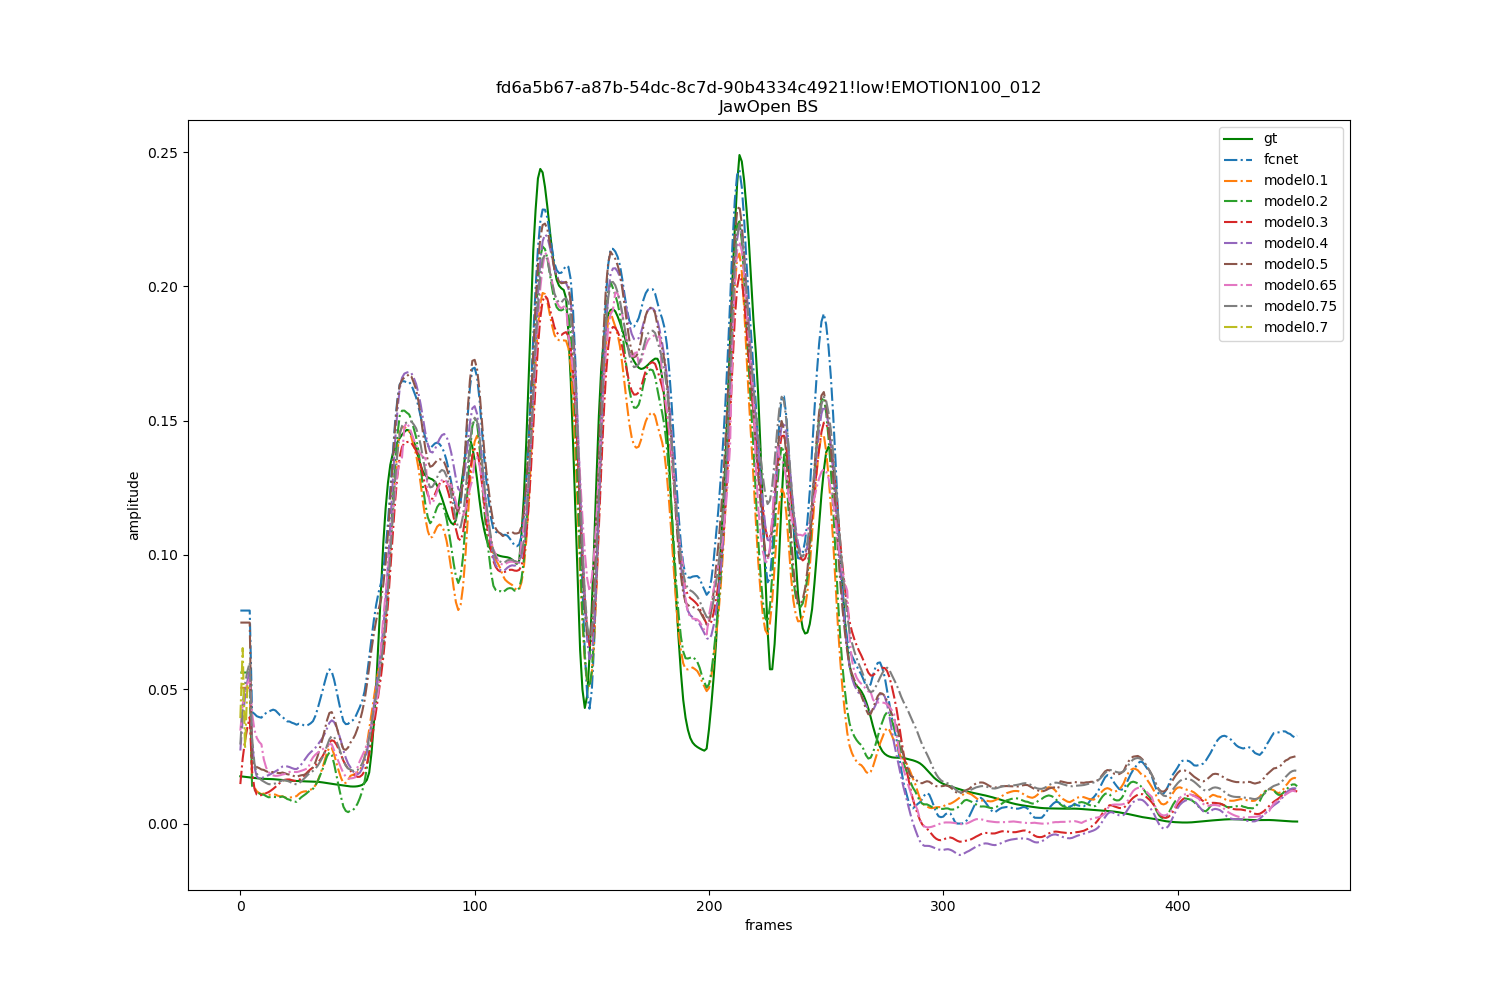 fd6a5b67-a87b-54dc-8c7d-90b4334c4921!low!EMOTION100_012
JawOpen BS
gt
fcnet
model0.1
model0.2
model0.3
model0.4
model0.5
model0.65
model0.75
model0.7
0.25
0.20
0.15
0.10
0.05
0.00
amplitude
0 100 200 300 400
frames